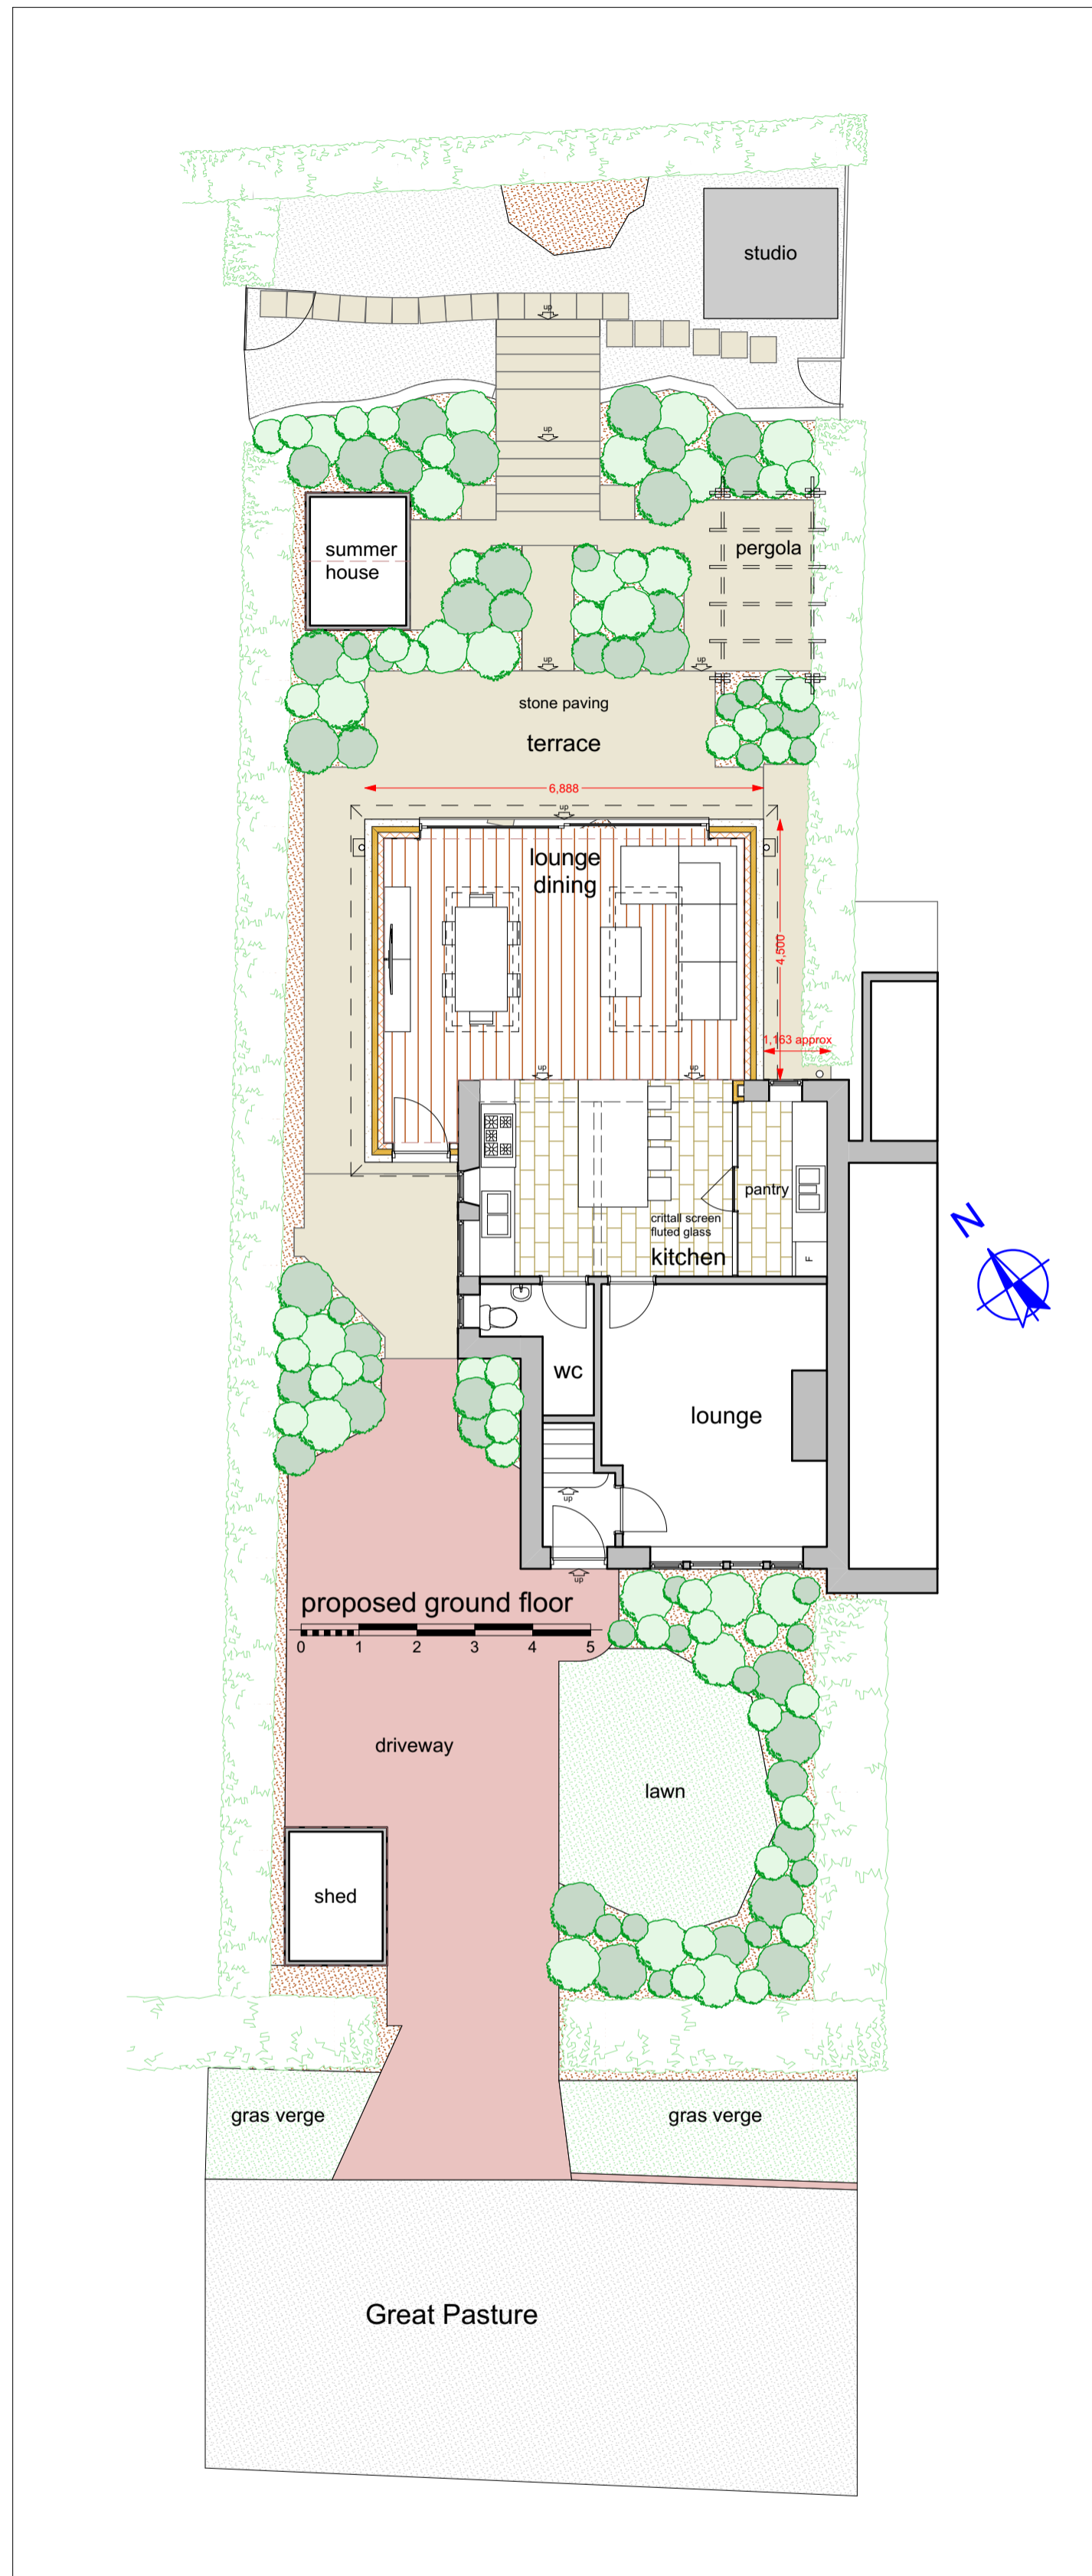 studio
up
up
summer
house
pergola
up
up
stone paving
terrace
6,888
up
lounge
dining
4,500
1,163 approx
up
up
pantry
crittall screen
fluted glass
kitchen
F
N
wc
lounge
up
up
proposed ground floor
0 1 2 3 4 5
driveway
lawn
shed
gras verge
gras verge
Great Pasture